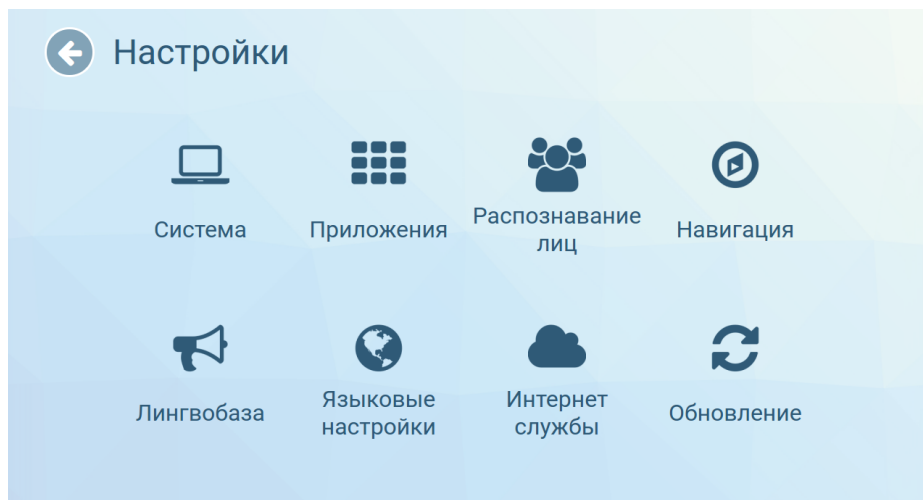 Настройки
Система
Приложения
Распознавание
лиц
Навигация
Лингвобаза
Языковые
настройки
Интернет
службы
Обновление